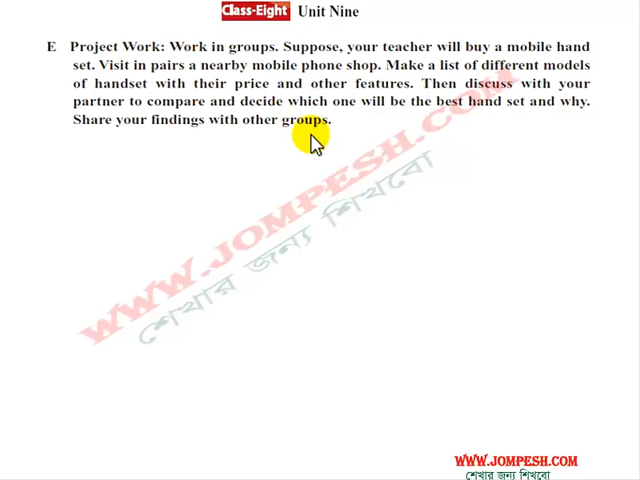 Class-Eight Unit Nine
E Project Work: Work in groups. Suppose, your teacher will buy a mobile hand
set. Visit in pairs a nearby mobile phone shop. Make a list of different models
of handset with their price and other features. Then discuss with your
partner to compare and decide which one will be the best hand set and why.
Share your findings with other groups.
WWW.JOMPESH.COM
শেখার জন্য শিখবো
WWW.JOMPESH.COM
শেখার জন্য শিখবো